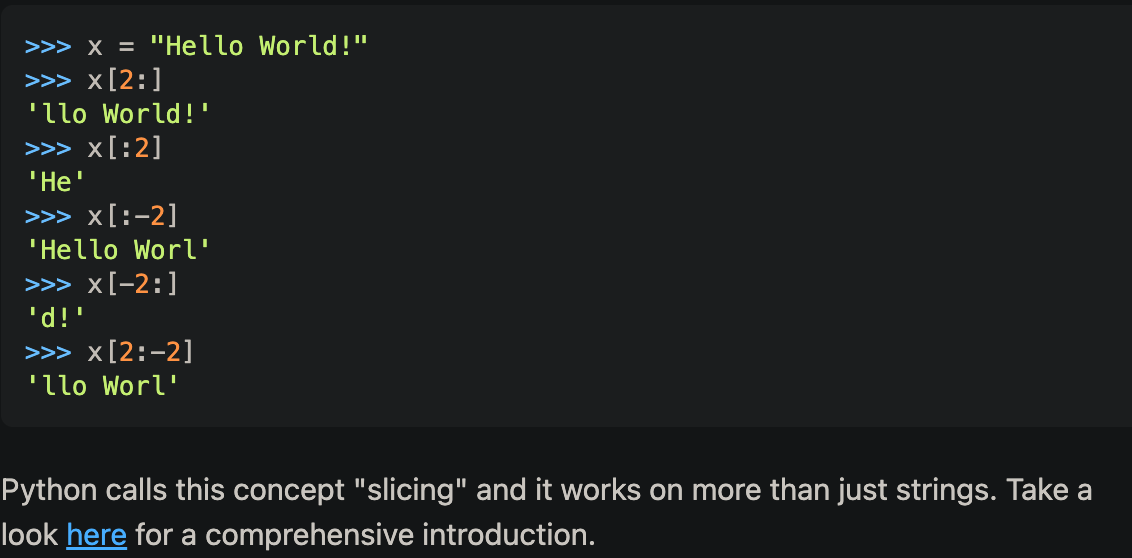 >>> x = "Hello World!"
>>> x[2:]
'llo World!'
>>> x[:2]
'He'
>>> x[:-2]
'Hello Worl'
>>> x[-2:]
'd!'
>>> x[2:-2]
'llo Worl'
Python calls this concept "slicing" and it works on more than just strings. Take a
look here for a comprehensive introduction.